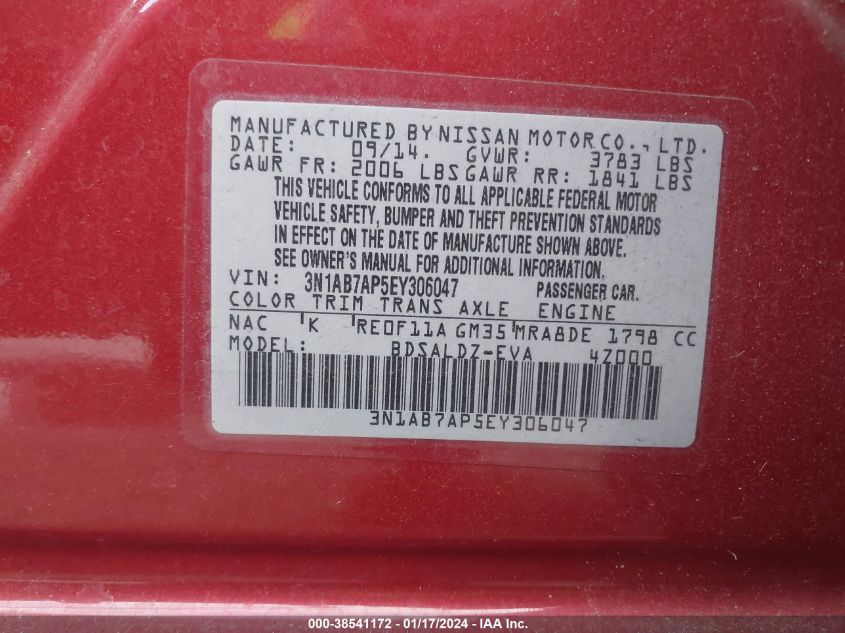 MANUFACTURED BY NISSAN MOTOR CO., LTD.
DATE: 09/14. GVWR: 3783 LBS
GAWR FR: 2006 LBS GAWR RR: 1841 LBS
THIS VEHICLE CONFORMS TO ALL APPLICABLE FEDERAL MOTOR
VEHICLE SAFETY, BUMPER AND THEFT PREVENTION STANDARDS
IN EFFECT ON THE DATE OF MANUFACTURE SHOWN ABOVE.
SEE OWNER'S MANUAL FOR ADDITIONAL INFORMATION.
VIN: 3N1AB7AP5EY306047 PASSENGER CAR.
COLOR TRIM TRANS AXLE ENGINE
NAC K RE0F11A GM35 MRA8DE 1798 CC
MODEL: BDSALDZ-EVA 4Z000
3N1AB7AP5EY306047
000-38541172 - 01/17/2024 - IAA Inc.